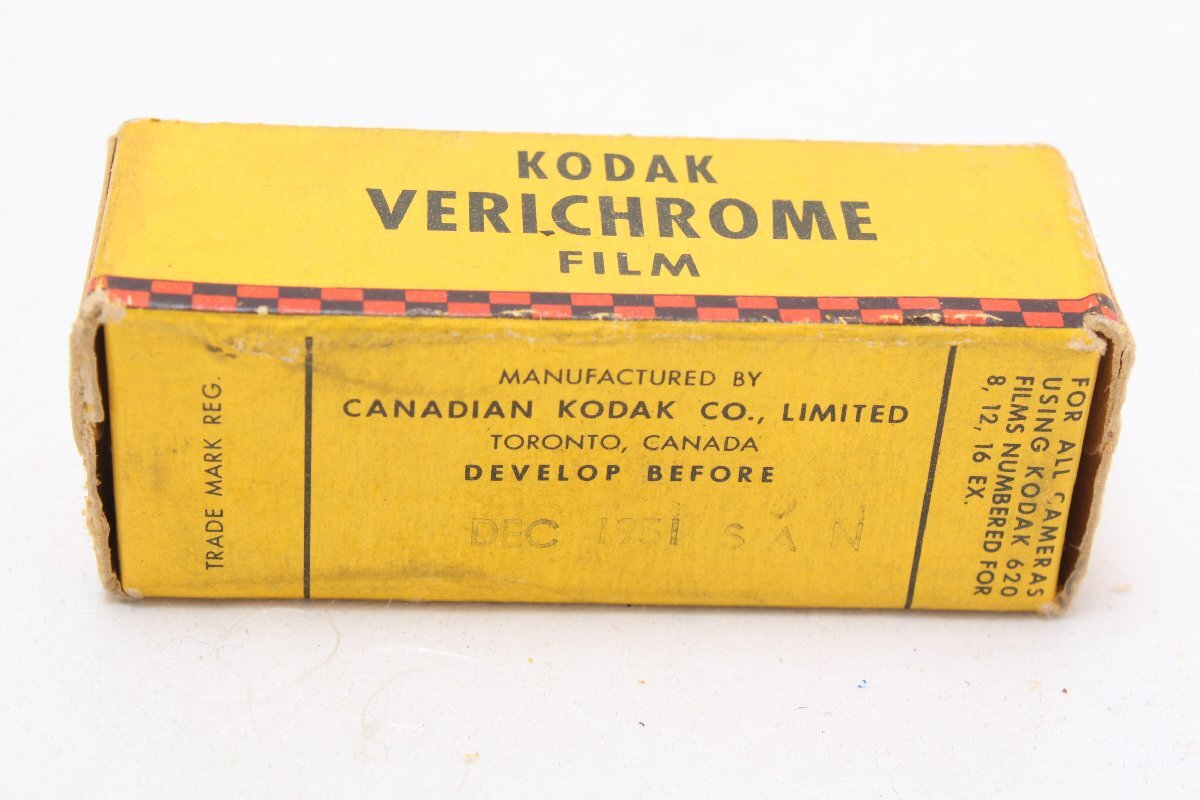 KODAK
VERICHROME
FILM
TRADE MARK REG.
MANUFACTURED BY
CANADIAN KODAK CO., LIMITED
TORONTO, CANADA
DEVELOP BEFORE
DEC 1951 S A N
FOR ALL CAMERAS
USING KODAK 620
FILMS NUMBERED FOR
8, 12, 16 EX.